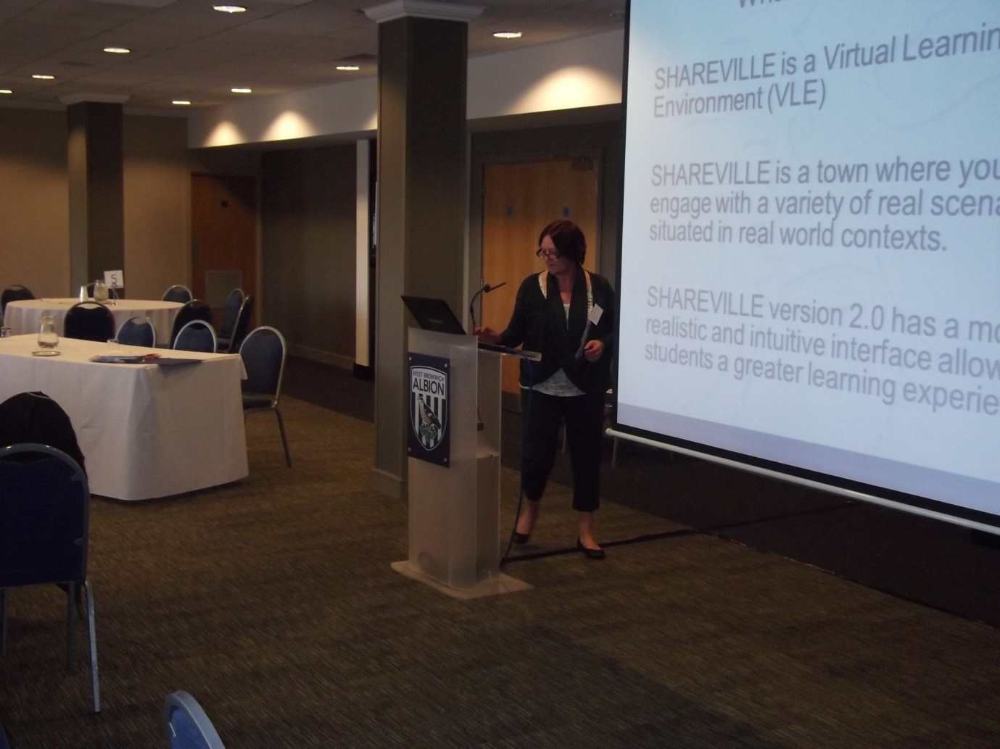 SHAREVILLE is a Virtual Learnin
Environment (VLE)
SHAREVILLE is a town where you
engage with a variety of real scena
situated in real world contexts.
SHAREVILLE version 2.0 has a mo
realistic and intuitive interface allow
students a greater learning experie
5
WEST BROMWICH
ALBION